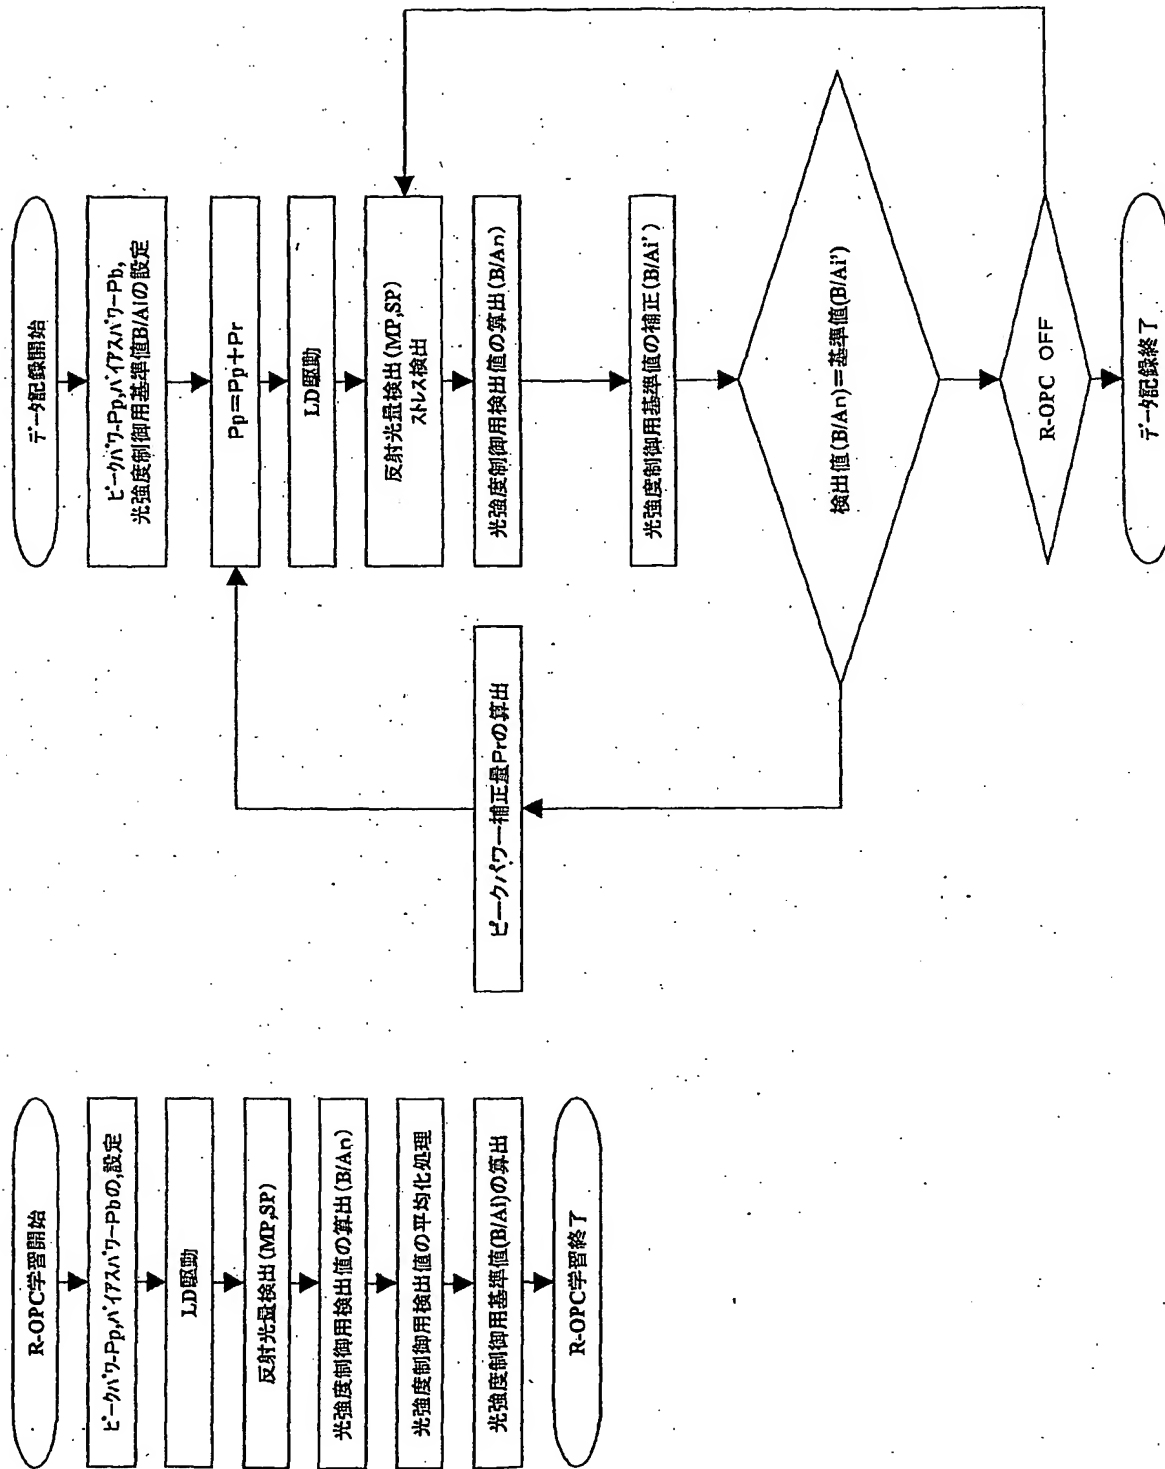 R-OPC学習開始
ピークパワーPp,バイアスパワーPbの,設定
LD駆動
反射光量検出(MP,SP)
光強度制御用検出値の算出(B/An)
光強度制御用検出値の平均化処理
光強度制御用基準値(B/Ai)の算出
R-OPC学習終了
データ記録開始
ピークパワーPp,バイアスパワーPb,
光強度制御用基準値B/Aiの設定
Pp=Pp+Pr
LD駆動
反射光量検出(MP,SP)
ストレス検出
光強度制御用検出値の算出(B/An)
光強度制御用基準値の補正(B/Ai')
検出値(B/An)=基準値(B/Ai')
ピークパワー補正量Prの算出
R-OPC OFF
データ記録終了